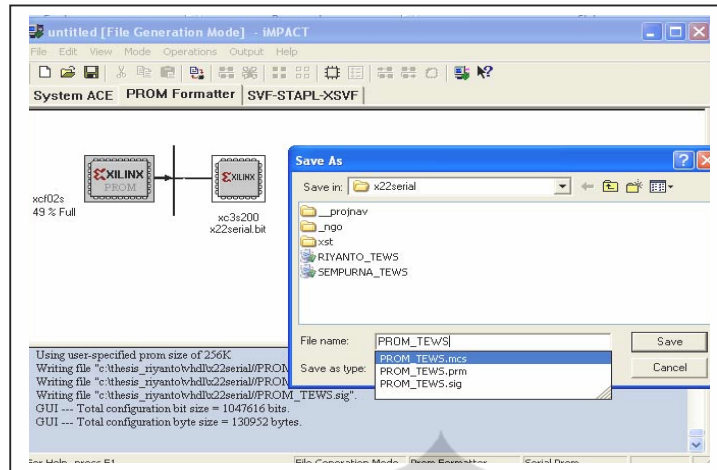 untitled [File Generation Mode] - iMPACT
File Edit View Mode Operations Output Help
System ACE PROM Formatter SVF-STAPL-XSVF
XILINX
PROM
XILINX
xcf02s
49 % Full
xc3s200
x22serial.bit
Save As
Save in: x22serial
__projnav
_ngo
xst
RIYANTO_TEWS
SEMPURNA_TEWS
File name: PROM_TEWS Save
Save as type: Cancel
PROM_TEWS.mcs
PROM_TEWS.prm
PROM_TEWS.sig
Using user-specified prom size of 256K
Writing file "c:\thesis_riyanto\vhdl\x22serial//PROM
Writing file "c:\thesis_riyanto\vhdl\x22serial//PROM
Writing file "c:\thesis_riyanto\vhdl\x22serial//PROM_TEWS.sig".
GUI --- Total configuration bit size = 1047616 bits.
GUI --- Total configuration byte size = 130952 bytes.
For Help, press F1 File Generation Mode Prom Formatter Serial Prom